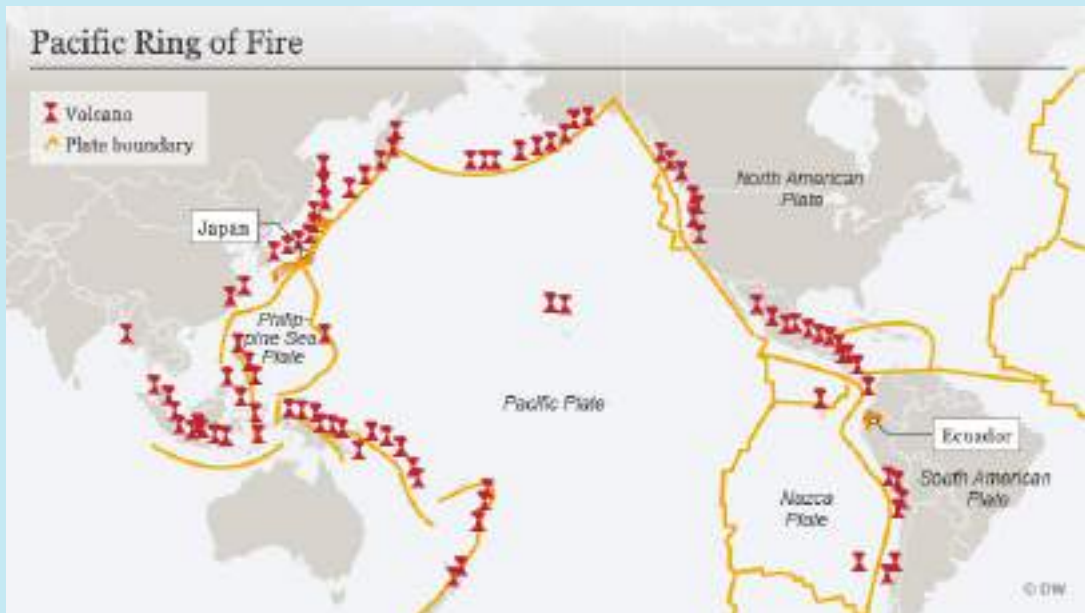 Pacific Ring of Fire
Volcano
Plate boundary
North American
Plate
Japan
Philip-
pine Sea
Plate
Pacific Plate
Ecuador
South American
Plate
Nazca
Plate
© DW